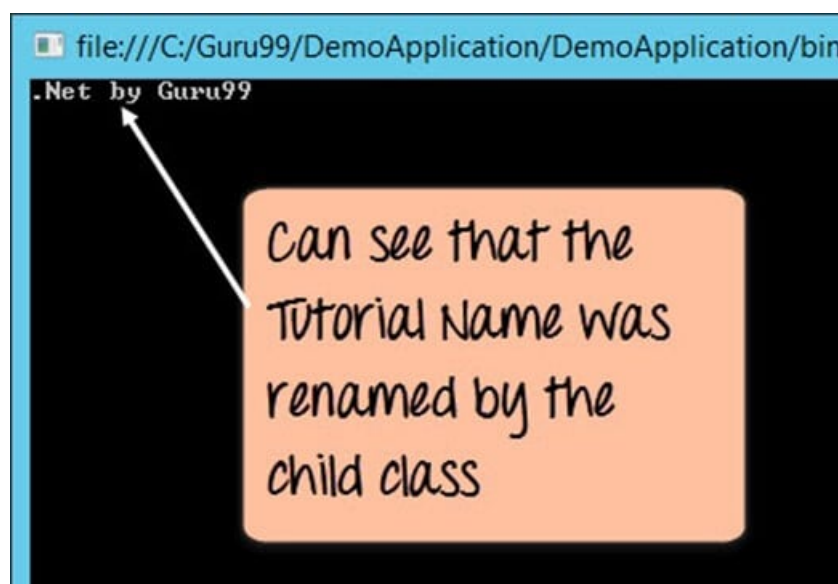 file:///C:/Guru99/DemoApplication/DemoApplication/bin
.Net by Guru99
Can see that the
Tutorial Name was
renamed by the
child class